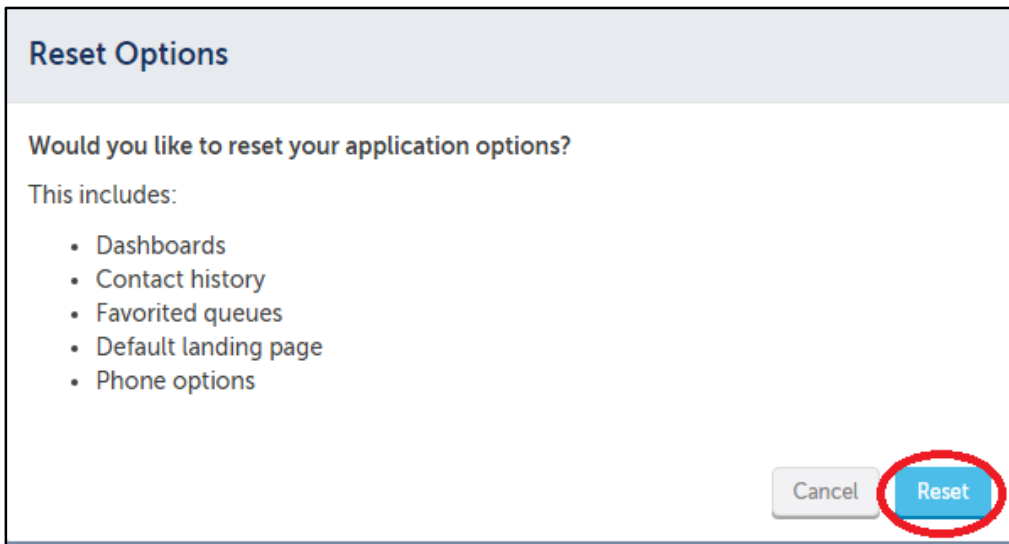 Reset Options
Would you like to reset your application options?
This includes:
• Dashboards
• Contact history
• Favorited queues
• Default landing page
• Phone options
Cancel Reset